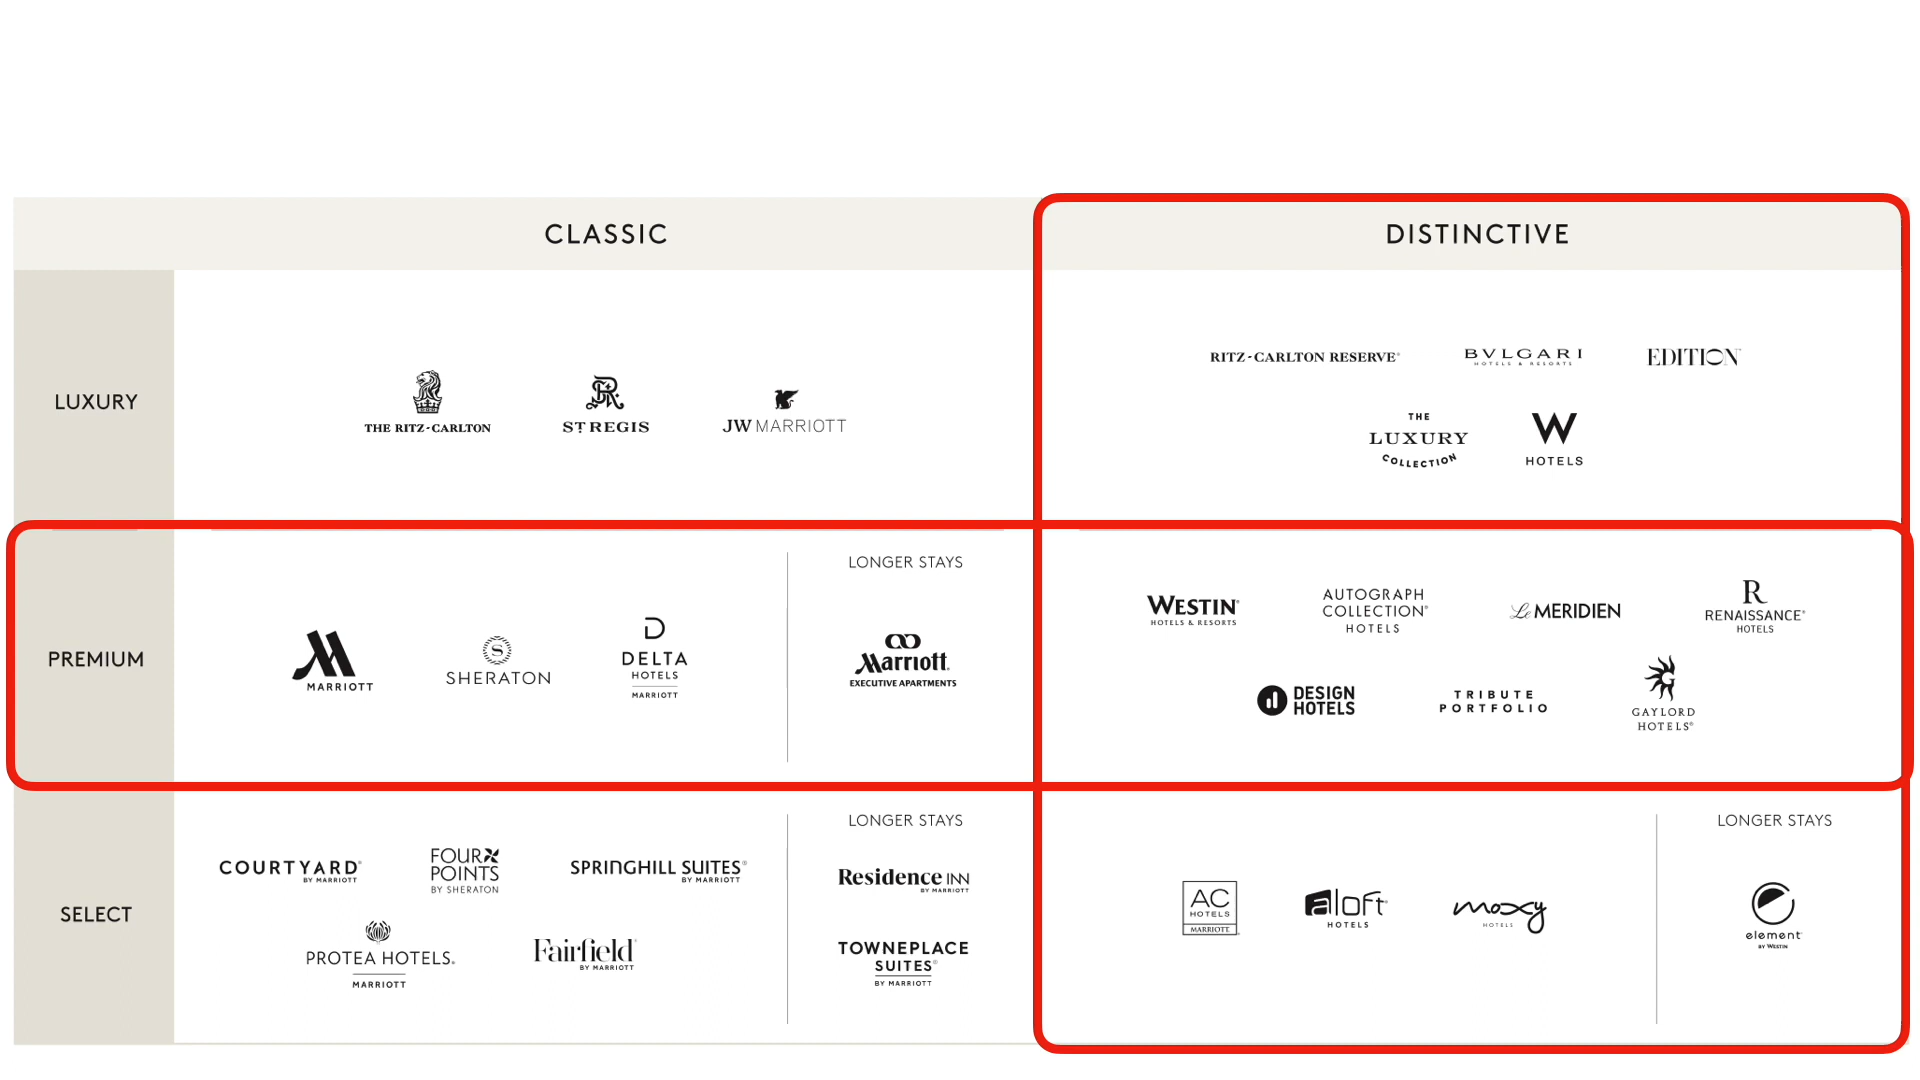 CLASSIC
DISTINCTIVE
LUXURY
THE RITZ-CARLTON
ST REGIS
JW MARRIOTT
RITZ-CARLTON RESERVE®
BVLGARI
HOTELS & RESORTS
EDITION
THE
LUXURY
COLLECTION
W
HOTELS
PREMIUM
MARRIOTT
S
SHERATON
D
DELTA
HOTELS
MARRIOTT
LONGER STAYS
Marriott
EXECUTIVE APARTMENTS
WESTIN®
HOTELS & RESORTS
AUTOGRAPH
COLLECTION®
HOTELS
Le MERIDIEN
R
RENAISSANCE®
HOTELS
DESIGN
HOTELS
TRIBUTE
PORTFOLIO
G
GAYLORD
HOTELS®
SELECT
COURTYARD®
BY MARRIOTT
FOUR
POINTS
BY SHERATON
SPRINGHILL SUITES®
BY MARRIOTT
PROTEA HOTELS®
MARRIOTT
Fairfield®
BY MARRIOTT
LONGER STAYS
Residence INN
BY MARRIOTT
TOWNEPLACE
SUITES®
BY MARRIOTT
AC
HOTELS
MARRIOTT
aloft®
HOTELS
moxy
HOTELS
LONGER STAYS
element®
BY WESTIN